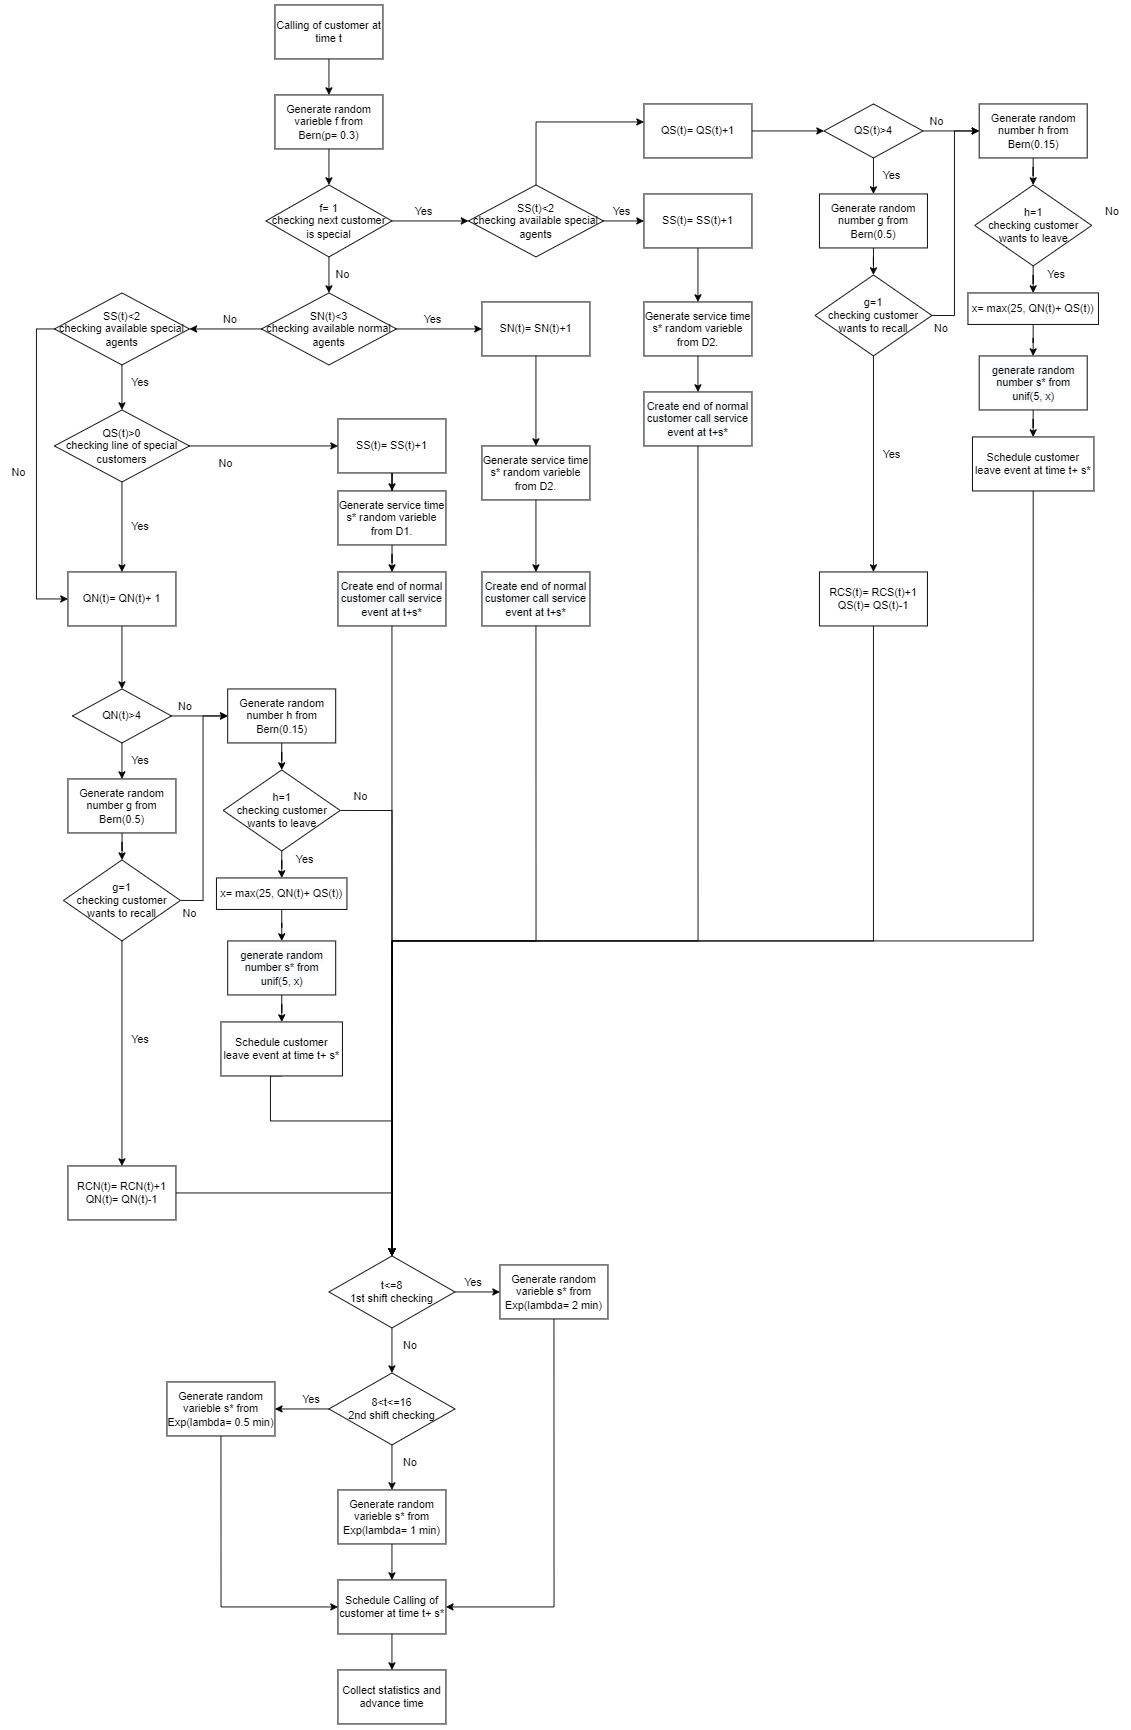 Calling of customer at
time t
Generate random
varieble f from
Bern(p= 0.3)
f= 1
checking next customer
is special
Yes
No
SS(t)<2
checking available special
agents
Yes
QS(t)= QS(t)+1
SS(t)= SS(t)+1
Generate service time
s* random varieble
from D2.
Create end of normal
customer call service
event at t+s*
QS(t)>4
No
Yes
Generate random
number g from
Bern(0.5)
g=1
checking customer
wants to recall
No
Yes
RCS(t)= RCS(t)+1
QS(t)= QS(t)-1
Generate random
number h from
Bern(0.15)
h=1
checking customer
wants to leave
No
Yes
x= max(25, QN(t)+ QS(t))
generate random
number s* from
unif(5, x)
Schedule customer
leave event at time t+ s*
SN(t)<3
checking available normal
agents
No
Yes
SN(t)= SN(t)+1
Generate service time
s* random varieble
from D2.
Create end of normal
customer call service
event at t+s*
SS(t)<2
checking available special
agents
Yes
No
QS(t)>0
checking line of special
customers
No
Yes
SS(t)= SS(t)+1
Generate service time
s* random varieble
from D1.
Create end of normal
customer call service
event at t+s*
QN(t)= QN(t)+ 1
QN(t)>4
No
Yes
Generate random
number g from
Bern(0.5)
g=1
checking customer
wants to recall
No
Yes
RCN(t)= RCN(t)+1
QN(t)= QN(t)-1
Generate random
number h from
Bern(0.15)
h=1
checking customer
wants to leave
No
Yes
x= max(25, QN(t)+ QS(t))
generate random
number s* from
unif(5, x)
Schedule customer
leave event at time t+ s*
t<=8
1st shift checking
Yes
No
Generate random
variable s* from
Exp(lambda= 2 min)
8<t<=16
2nd shift checking
Yes
No
Generate random
variable s* from
Exp(lambda= 0.5 min)
Generate random
varieble s* from
Exp(lambda= 1 min)
Schedule Calling of
customer at time t+ s*
Collect statistics and
advance time